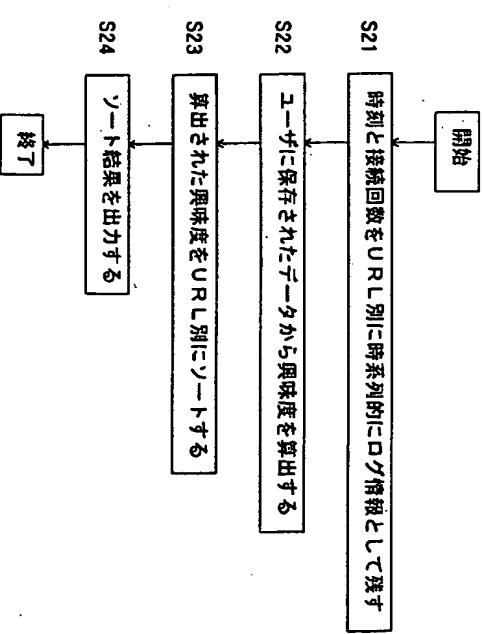 開始
S21
時刻と接続回数をURL別に時系列的にログ情報として残す
S22
ユーザに保存されたデータから興味度を算出する
S23
算出された興味度をURL別にソートする
S24
ソート結果を出力する
終了